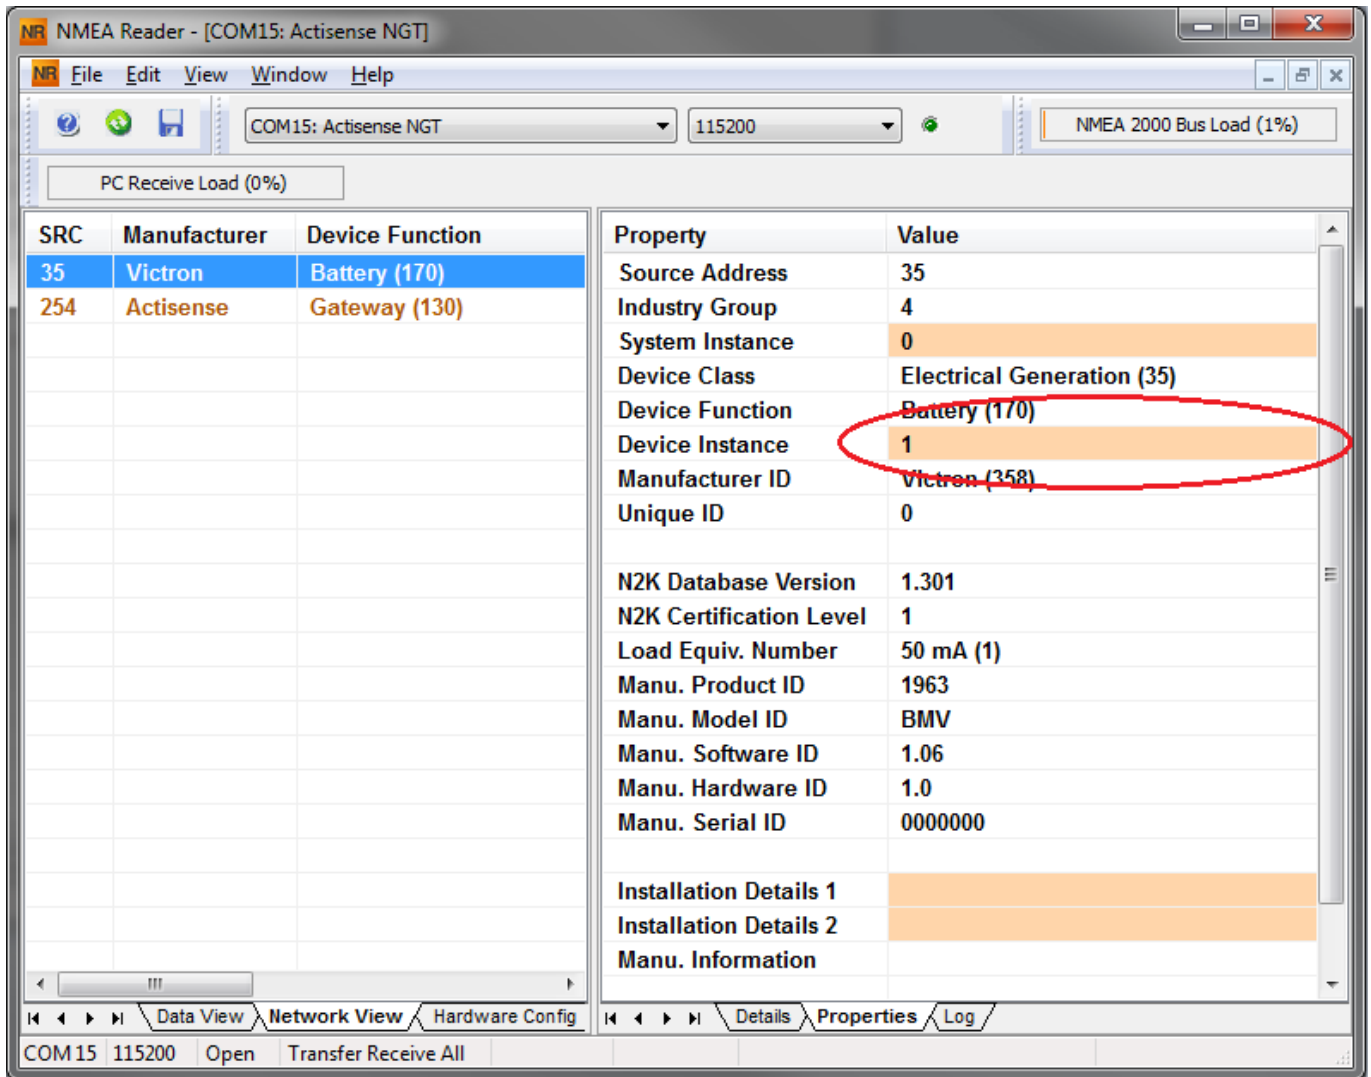 NR NMEA Reader - [COM15: Actisense NGT]
NR File Edit View Window Help
COM15: Actisense NGT 115200 NMEA 2000 Bus Load (1%)
PC Receive Load (0%)
SRC Manufacturer Device Function
35 Victron Battery (170)
254 Actisense Gateway (130)
Property Value
Source Address 35
Industry Group 4
System Instance 0
Device Class Electrical Generation (35)
Device Function Battery (170)
Device Instance 1
Manufacturer ID Victron (358)
Unique ID 0
N2K Database Version 1.301
N2K Certification Level 1
Load Equiv. Number 50 mA (1)
Manu. Product ID 1963
Manu. Model ID BMV
Manu. Software ID 1.06
Manu. Hardware ID 1.0
Manu. Serial ID 0000000
Installation Details 1
Installation Details 2
Manu. Information
Data View Network View Hardware Config
Details Properties Log
COM 15 115200 Open Transfer Receive All